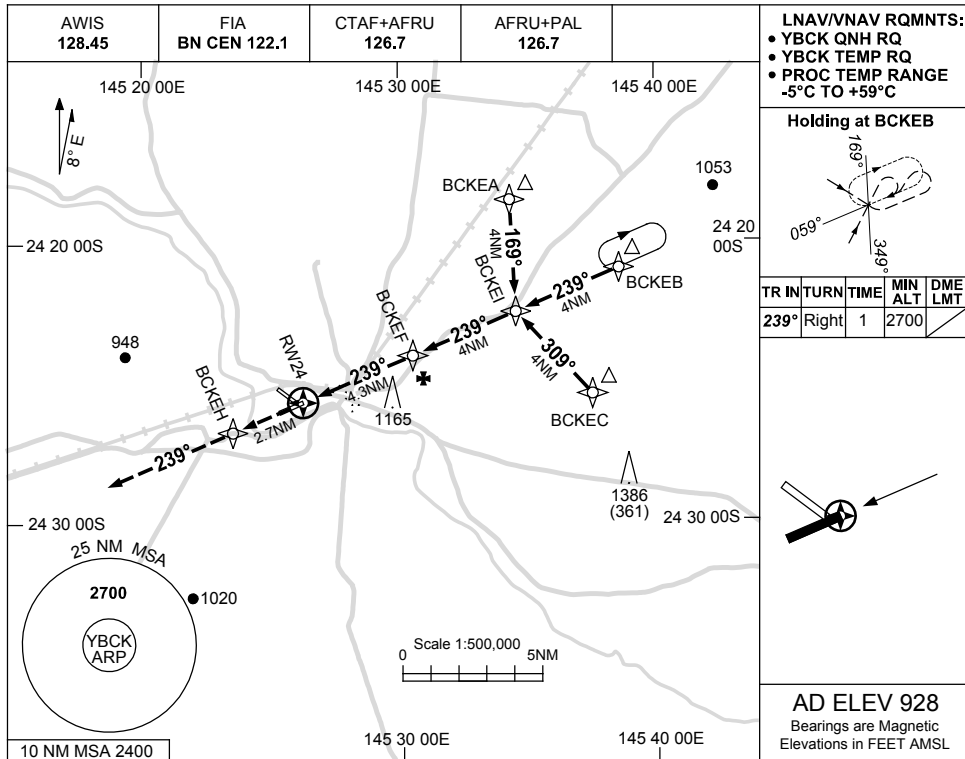 AWIS
128.45
FIA
BN CEN 122.1
CTAF+AFRU
126.7
AFRU+PAL
126.7
LNAV/VNAV RQMNTS:
• YBCK QNH RQ
• YBCK TEMP RQ
• PROC TEMP RANGE
-5°C TO +59°C
145 20 00E
145 30 00E
145 40 00E
8° E
Holding at BCKEB
169°
059°
349°
1053
BCKEA
24 20 00S
24 20
00S
169°
4NM
BCKEI
BCKEB
239°
4NM
BCKEF
239°
4NM
TR IN TURN TIME MIN ALT DME LMT
239° Right 1 2700
948
RW24
309°
4NM
239°
4.3NM
BCKEH
1165
BCKEC
2.7NM
239°
1386
(361)
24 30 00S
24 30 00S
25 NM MSA
2700
1020
YBCK
ARP
Scale 1:500,000
0 5NM
10 NM MSA 2400
145 30 00E
145 40 00E
AD ELEV 928
Bearings are Magnetic
Elevations in FEET AMSL